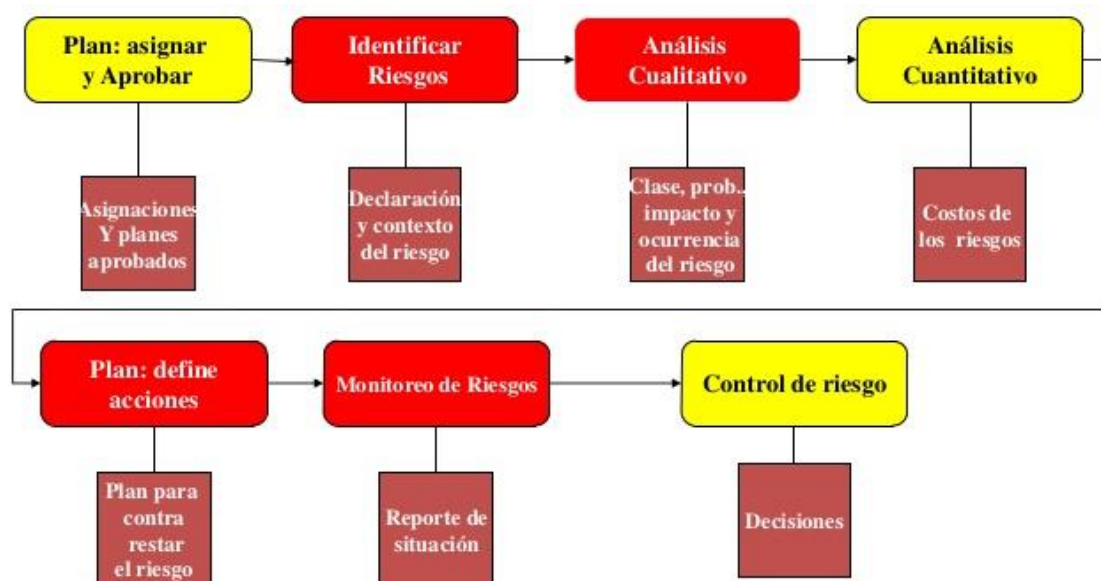 Plan: asignar
y Aprobar
Identificar
Riesgos
Análisis
Cualitativo
Análisis
Cuantitativo
Asignaciones
Y planes
aprobados
Declaración
y contexto
del riesgo
Clase, prob.,
impacto y
ocurrencia
del riesgo
Costos de
los riesgos
Plan: define
acciones
Monitoreo de Riesgos
Control de riesgo
Plan para
contra
restar
el riesgo
Reporte de
situación
Decisiones